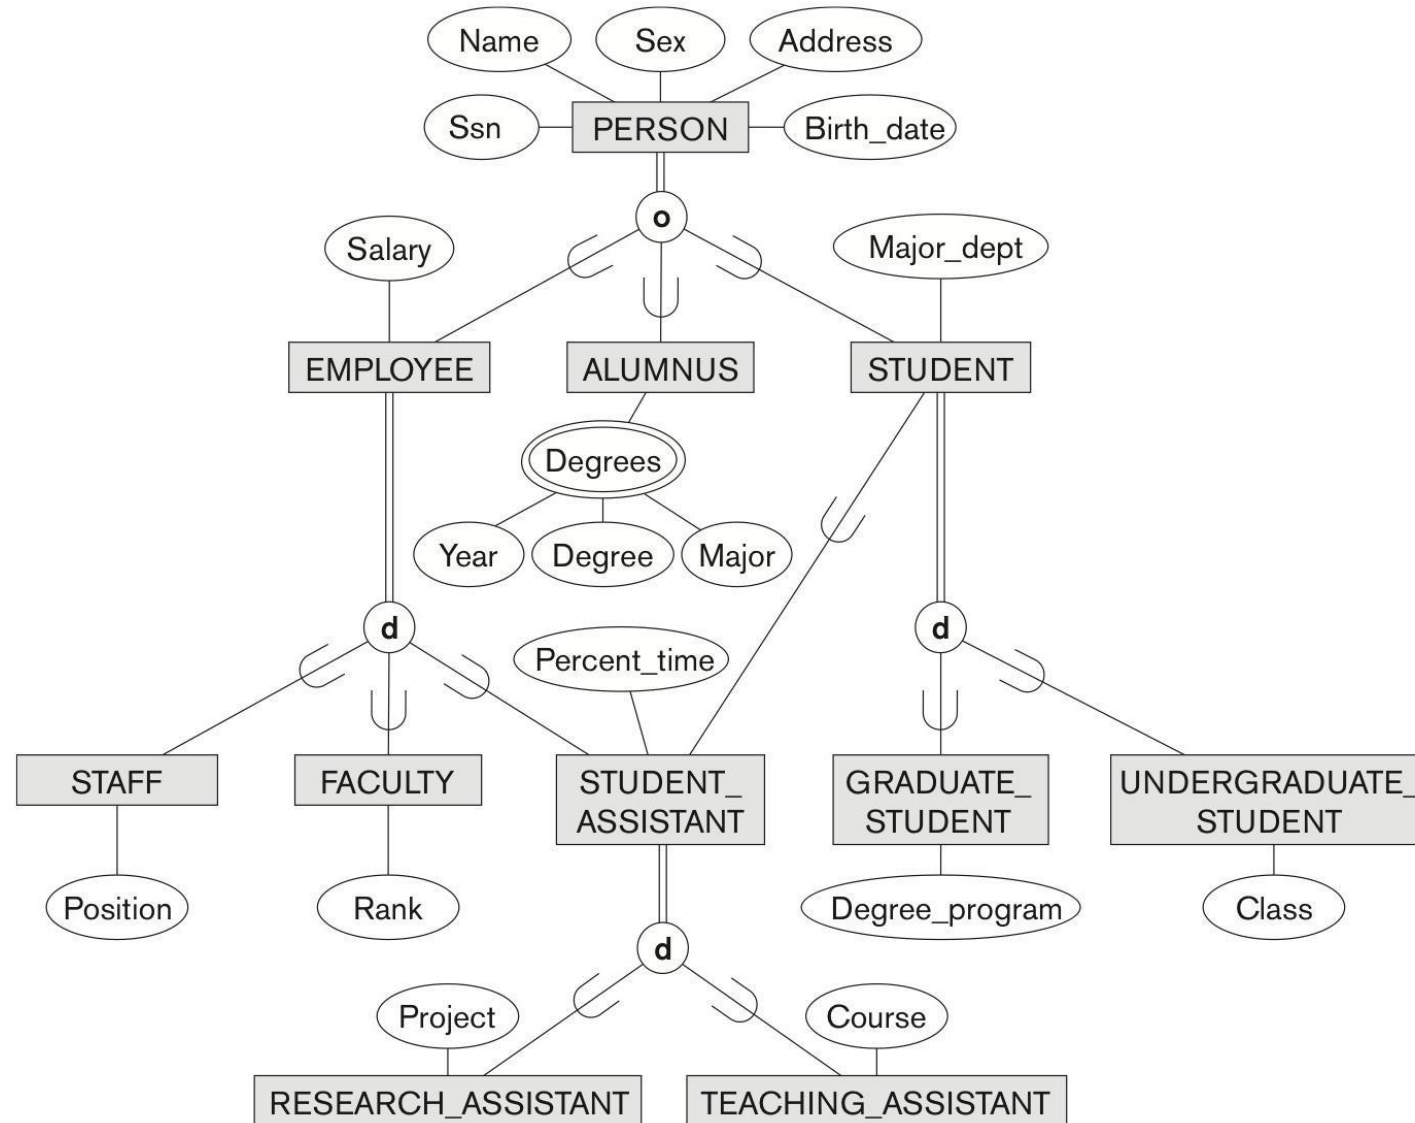 Name
Sex
Address
Ssn
PERSON
Birth_date
o
Salary
Major_dept
EMPLOYEE
ALUMNUS
STUDENT
Degrees
Year
Degree
Major
d
d
Percent_time
STAFF
FACULTY
STUDENT_
ASSISTANT
GRADUATE_
STUDENT
UNDERGRADUATE_
STUDENT
Position
Rank
Degree_program
Class
d
Project
Course
RESEARCH_ASSISTANT
TEACHING_ASSISTANT